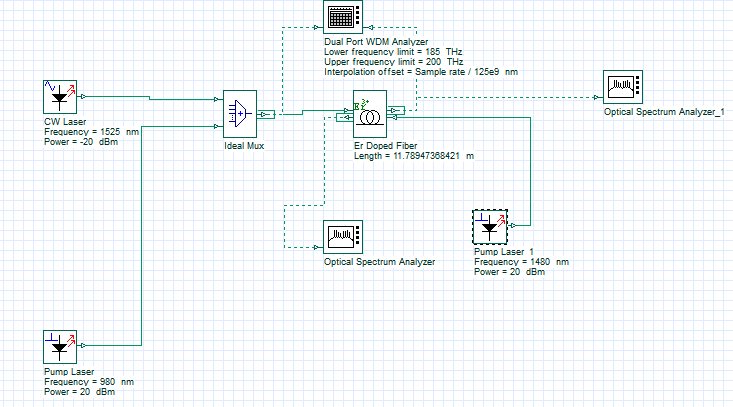 Dual Port WDM Analyzer
Lower frequency limit = 185 THz
Upper frequency limit = 200 THz
Interpolation offset = Sample rate / 125e9 nm
CW Laser
Frequency = 1525 nm
Power = -20 dBm
Ideal Mux
Er 3+
Er Doped Fiber
Length = 11.78947368421 m
Optical Spectrum Analyzer_1
Optical Spectrum Analyzer
Pump Laser_1
Frequency = 1480 nm
Power = 20 dBm
Pump Laser
Frequency = 980 nm
Power = 20 dBm